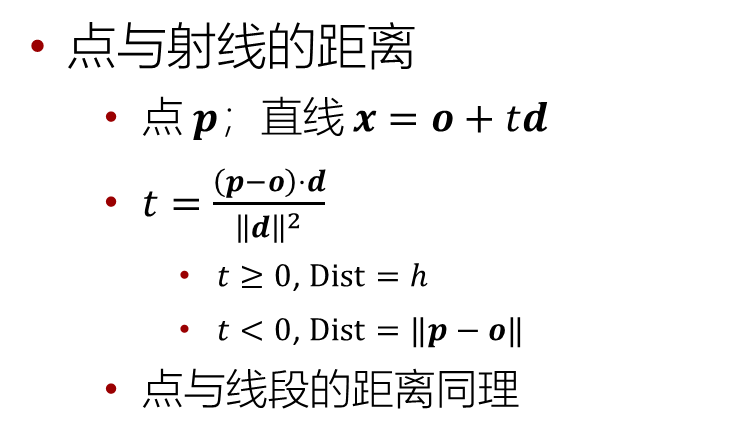 • 点与射线的距离
• 点 p；直线 x = o + td
• t = (p−o)·d / ‖d‖²
• t ≥ 0, Dist = h
• t < 0, Dist = ‖p − o‖
• 点与线段的距离同理